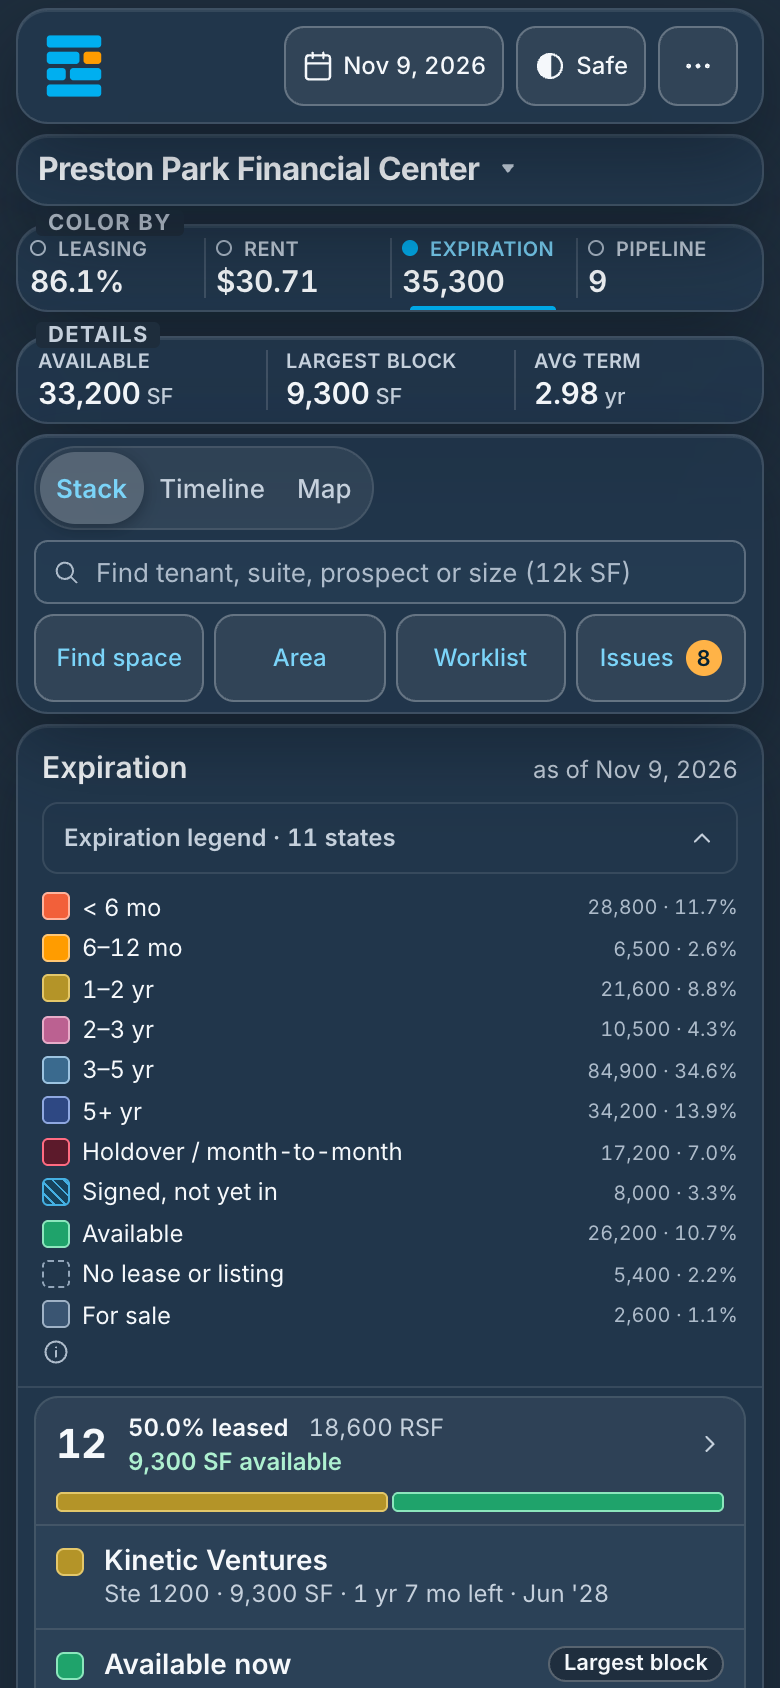 Nov 9, 2026
Safe
...
Preston Park Financial Center
COLOR BY
LEASING
86.1%
RENT
$30.71
EXPIRATION
35,300
PIPELINE
9
DETAILS
AVAILABLE
33,200 SF
LARGEST BLOCK
9,300 SF
AVG TERM
2.98 yr
Stack
Timeline
Map
Find tenant, suite, prospect or size (12k SF)
Find space
Area
Worklist
Issues 8
Expiration
as of Nov 9, 2026
Expiration legend · 11 states
< 6 mo 28,800 · 11.7%
6–12 mo 6,500 · 2.6%
1–2 yr 21,600 · 8.8%
2–3 yr 10,500 · 4.3%
3–5 yr 84,900 · 34.6%
5+ yr 34,200 · 13.9%
Holdover / month-to-month 17,200 · 7.0%
Signed, not yet in 8,000 · 3.3%
Available 26,200 · 10.7%
No lease or listing 5,400 · 2.2%
For sale 2,600 · 1.1%
12
50.0% leased 18,600 RSF
9,300 SF available
Kinetic Ventures
Ste 1200 · 9,300 SF · 1 yr 7 mo left · Jun '28
Available now
Largest block